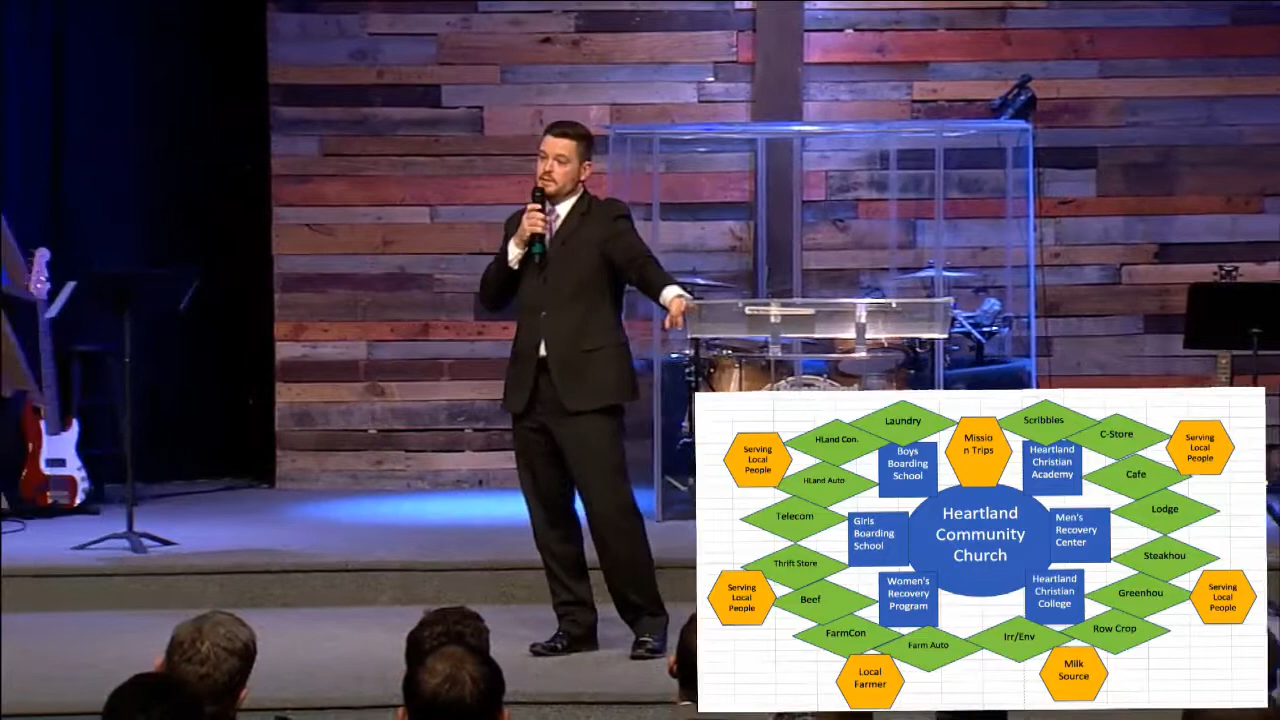 Laundry
Missio
n Trips
Scribbles
C-Store
HLand Con.
Serving
Local
People
Boys
Boarding
School
Heartland
Christian
Academy
Serving
Local
People
HLand Auto
Cafe
Telecom
Girls
Boarding
School
Heartland
Community
Church
Men's
Recovery
Center
Lodge
Steakhou
Thrift Store
Women's
Recovery
Program
Heartland
Christian
College
Greenhou
Serving
Local
People
Beef
Serving
Local
People
FarmCon
Farm Auto
Irr/Env
Row Crop
Local
Farmer
Milk
Source